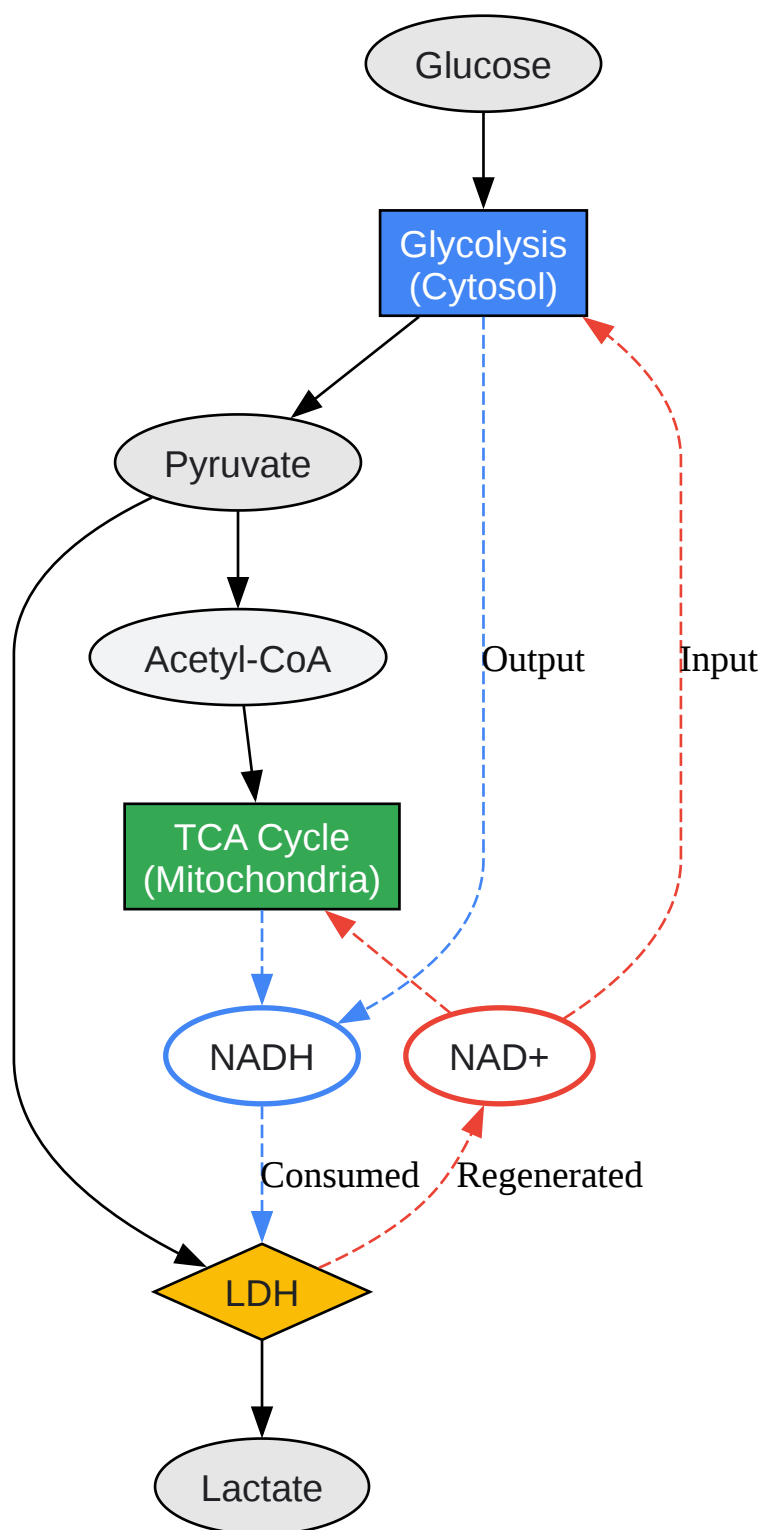 Glucose
Glycolysis
(Cytosol)
Pyruvate
Acetyl-CoA
Output
Input
TCA Cycle
(Mitochondria)
NADH
NAD+
Consumed
Regenerated
LDH
Lactate